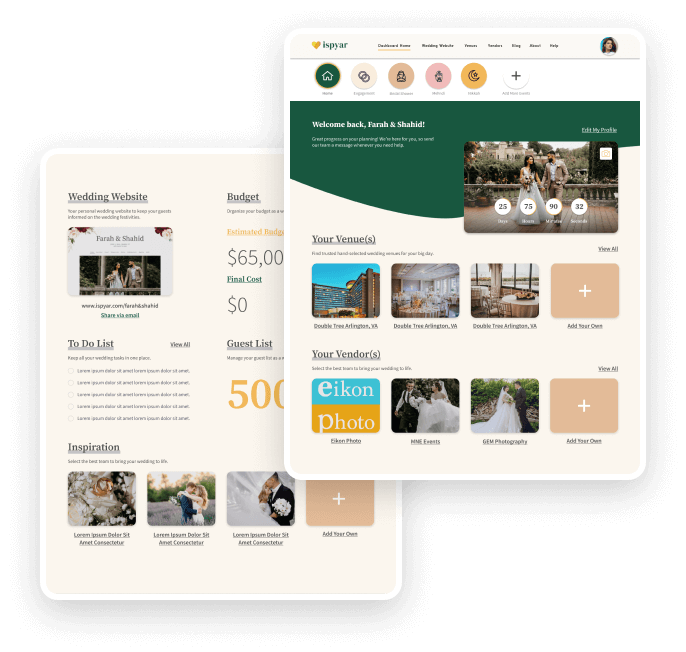 ispyar
Dashboard Home
Wedding Website
Venues
Vendors
Blog
About
Help
Home
Engagement
Bridal Shower
Mehndi
Nikkah
Add More Events
Welcome back, Farah & Shahid!
Great progress on your planning! We're here for you, so send
our team a message whenever you need help.
Edit My Profile
25
75
90
32
Days
Hours
Minutes
Seconds
Your Venue(s)
Find trusted hand-selected wedding venues for your big day.
View All
Double Tree Arlington, VA
Double Tree Arlington, VA
Double Tree Arlington, VA
Add Your Own
Your Vendor(s)
Select the best team to bring your wedding to life.
View All
eikon
photo
Eikon Photo
MNE Events
GEM Photography
Add Your Own
Wedding Website
Your personal wedding website to keep your guests
informed on the wedding festivities.
Farah & Shahid
www.ispyar.com/farah&shahid
Share via email
Budget
Organize your budget as a w
Estimated Budg
$65,00
Final Cost
$0
To Do List
View All
Keep all your wedding tasks in one place.
Lorem ipsum dolor sit amet lorem ipsum dolor sit amet.
Lorem ipsum dolor sit amet lorem ipsum dolor sit amet.
Lorem ipsum dolor sit amet lorem ipsum dolor sit amet.
Lorem ipsum dolor sit amet lorem ipsum dolor sit amet.
Lorem ipsum dolor sit amet lorem ipsum dolor sit amet.
Guest List
Manage your guest list as a w
500
Inspiration
Select the best team to bring your wedding to life.
Lorem Ipsum Dolor Sit
Amet Consectetur
Lorem Ipsum Dolor Sit
Amet Consectetur
Lorem Ipsum Dolor Sit
Amet Consectetur
Add Your Own